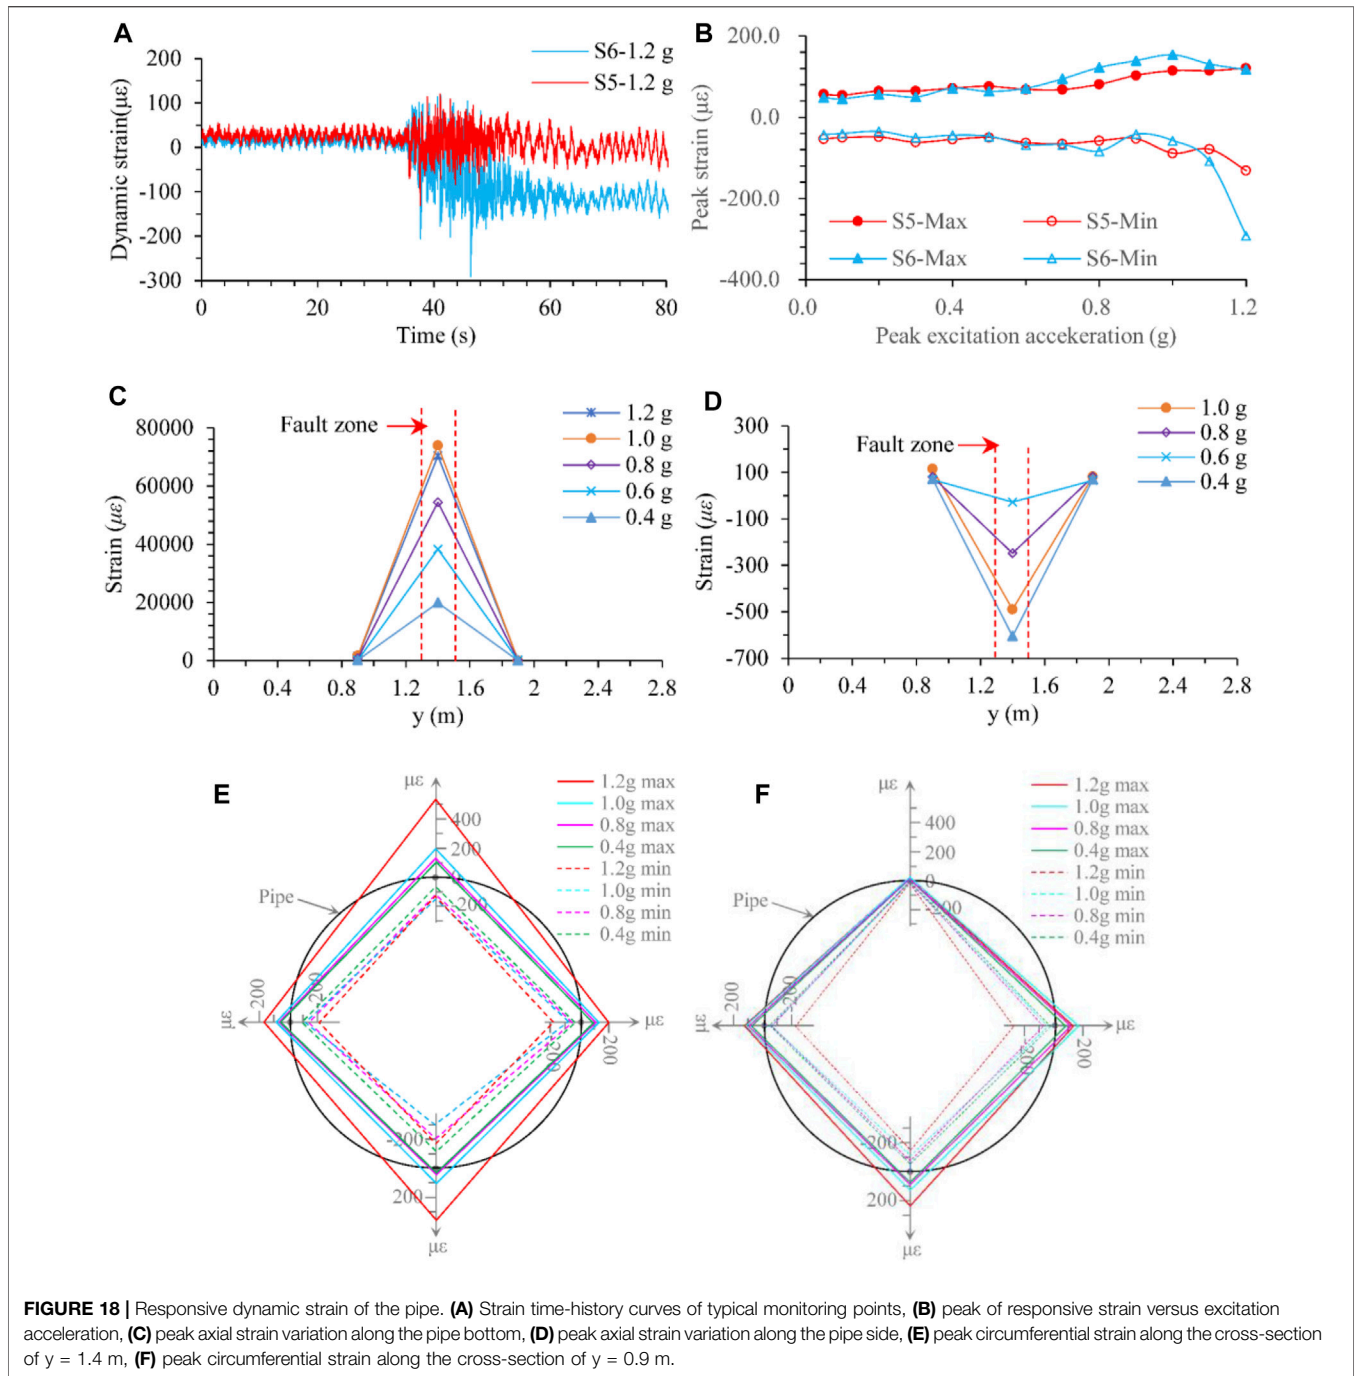 A
200
100
0
-100
-200
-300
Dynamic strain(με)
S6-1.2 g
S5-1.2 g
0 20 40 60 80
Time (s)
B
200.0
0.0
-200.0
-400.0
Peak strain (με)
S5-Max
S5-Min
S6-Max
S6-Min
0.0 0.4 0.8 1.2
Peak excitation accekeration (g)
C
80000
60000
40000
20000
0
Strain (με)
Fault zone
1.2 g
1.0 g
0.8 g
0.6 g
0.4 g
0 0.4 0.8 1.2 1.6 2 2.4 2.8
y (m)
D
300
100
-100
-300
-500
-700
Strain (με)
Fault zone
1.0 g
0.8 g
0.6 g
0.4 g
0 0.4 0.8 1.2 1.6 2 2.4 2.8
y (m)
E
με
400
200
0
-200
Pipe
1.2g max
1.0g max
0.8g max
0.4g max
1.2g min
1.0g min
0.8g min
0.4g min
-200
-200
με
με
-200
200
-200
200
με
F
με
400
200
0
Pipe
1.2g max
1.0g max
0.8g max
0.4g max
1.2g min
1.0g min
0.8g min
0.4g min
-200
-200
με
με
-200
200
-200
200
με
FIGURE 18 | Responsive dynamic strain of the pipe. (A) Strain time-history curves of typical monitoring points, (B) peak of responsive strain versus excitation
acceleration, (C) peak axial strain variation along the pipe bottom, (D) peak axial strain variation along the pipe side, (E) peak circumferential strain along the cross-section
of y = 1.4 m, (F) peak circumferential strain along the cross-section of y = 0.9 m.